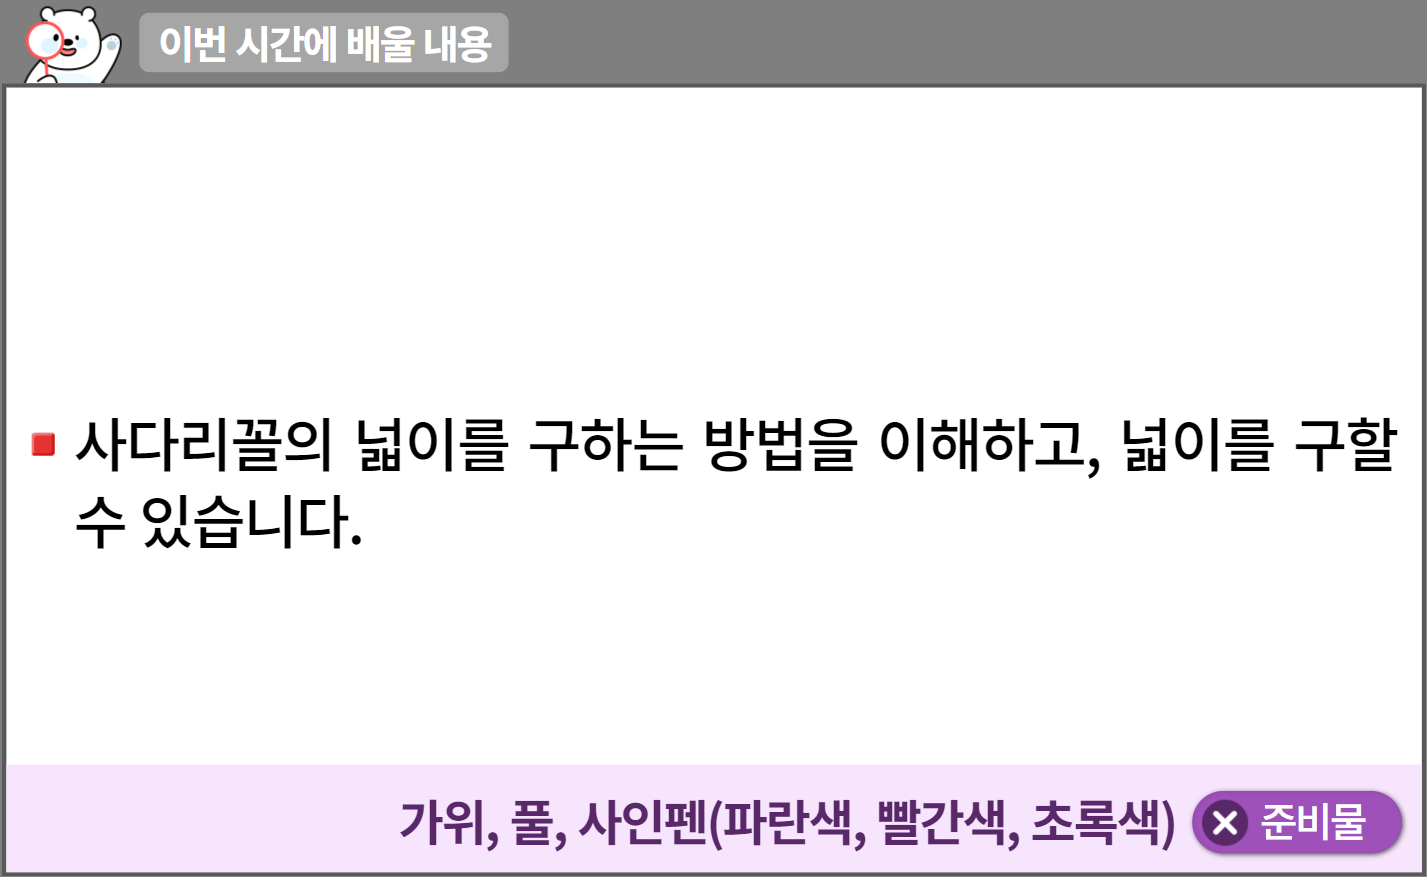 이번 시간에 배울 내용
사다리꼴의 넓이를 구하는 방법을 이해하고, 넓이를 구할
수 있습니다.
가위, 풀, 사인펜(파란색, 빨간색, 초록색) 준비물